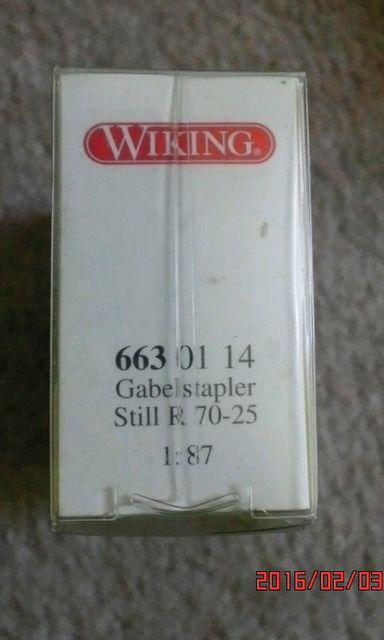 WIKING®
663 01 14
Gabelstapler
Still R 70-25
1:87
2016/02/03